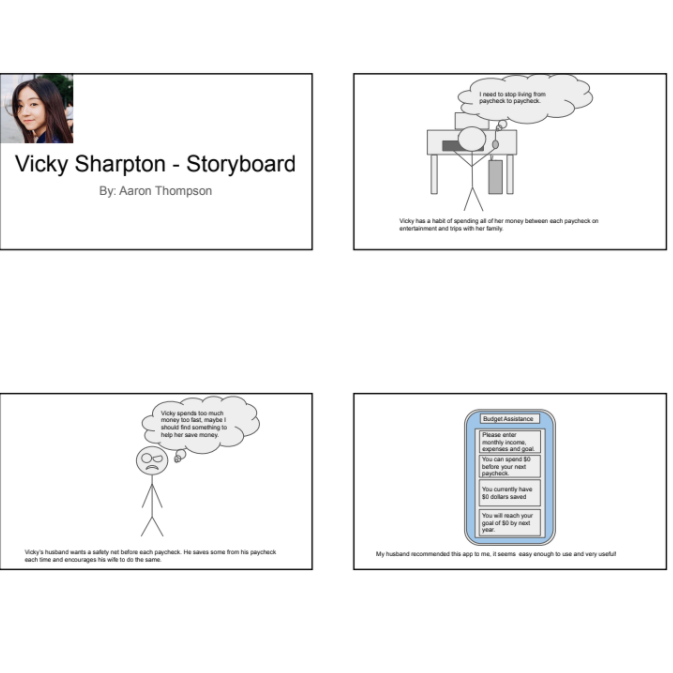 Vicky Sharpton - Storyboard
By: Aaron Thompson
I need to stop living from
paycheck to paycheck.
Vicky has a habit of spending all of her money between each paycheck on
entertainment and trips with her family.
Vicky spends too much
money too fast, maybe I
should find something to
help her save money.
Vicky's husband wants a safety net before each paycheck. He saves some from his paycheck
each time and encourages his wife to do the same.
Budget Assistance
Please enter
monthly income,
expenses and goal.
You can spend $0
before your next
paycheck.
You currently have
$0 dollars saved
You will reach your
goal of $0 by next
year.
My husband recommended this app to me, it seems easy enough to use and very useful!